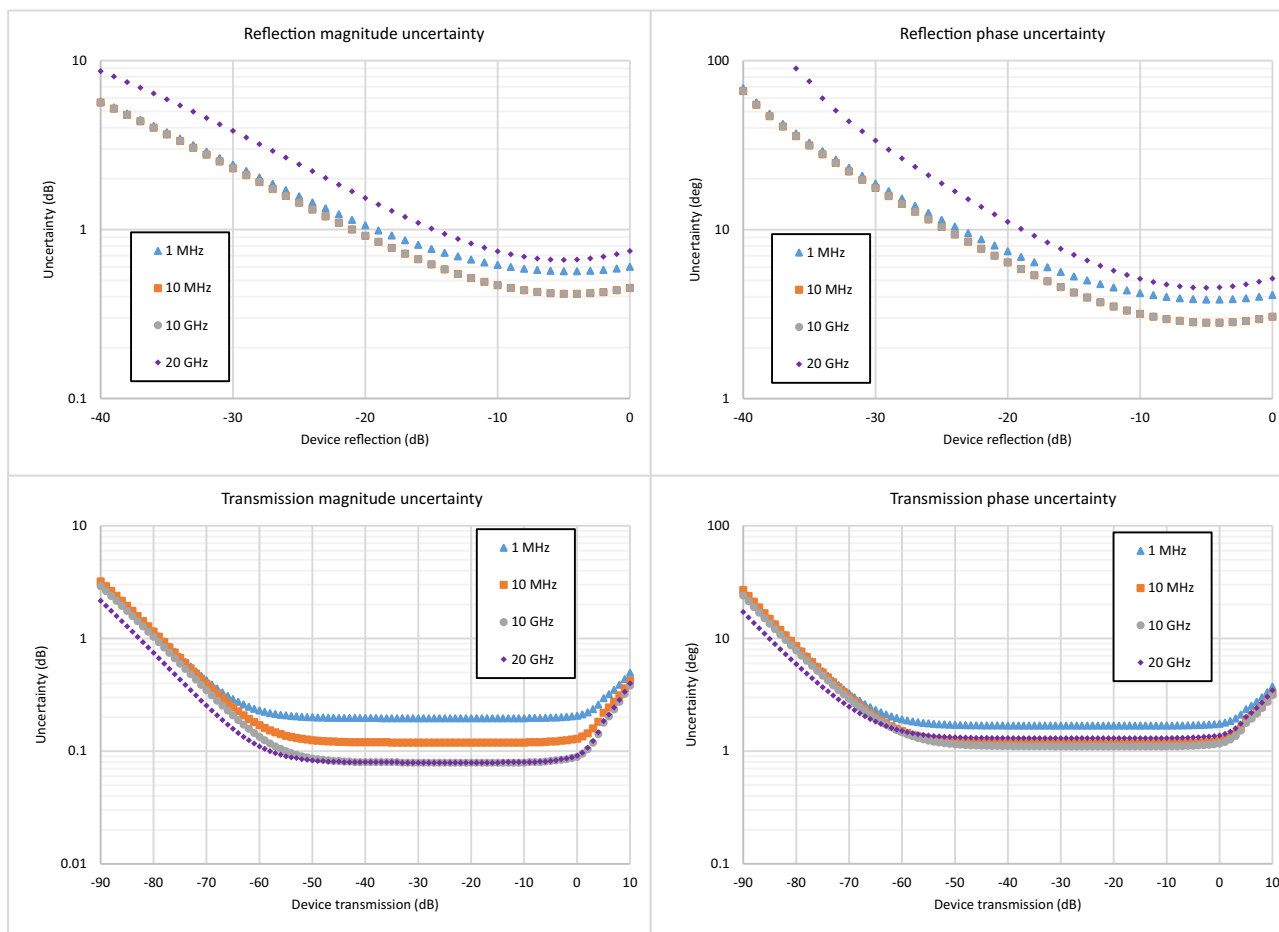 Reflection magnitude uncertainty
10
1
0.1
Uncertainty (dB)
1 MHz
10 MHz
10 GHz
20 GHz
-40 -30 -20 -10 0
Device reflection (dB)
Reflection phase uncertainty
100
10
1
Uncertainty (deg)
1 MHz
10 MHz
10 GHz
20 GHz
-40 -30 -20 -10 0
Device reflection (dB)
Transmission magnitude uncertainty
10
1
0.1
0.01
Uncertainty (dB)
1 MHz
10 MHz
10 GHz
20 GHz
-90 -80 -70 -60 -50 -40 -30 -20 -10 0 10
Device transmission (dB)
Transmission phase uncertainty
100
10
1
0.1
Uncertainty (deg)
1 MHz
10 MHz
10 GHz
20 GHz
-90 -80 -70 -60 -50 -40 -30 -20 -10 0 10
Device transmission (dB)